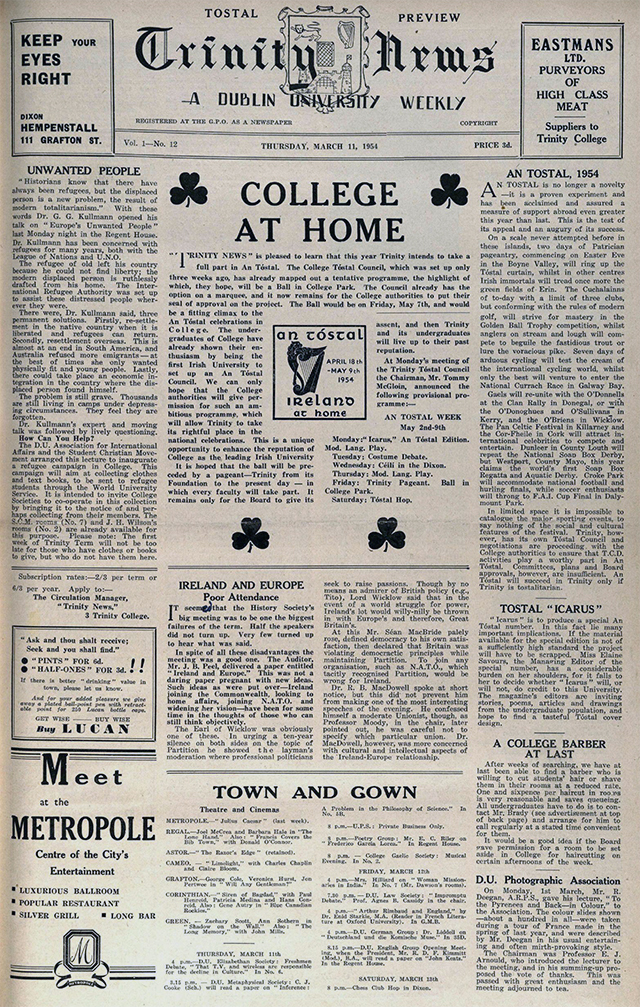 TOSTAL PREVIEW
KEEP YOUR
EYES
RIGHT
DIXON
HEMPENSTALL
111 GRAFTON ST.
Trinity News
A DUBLIN UNIVERSITY WEEKLY
REGISTERED AT THE G.P.O. AS A NEWSPAPER COPYRIGHT
Vol. 1—No. 12 THURSDAY, MARCH 11, 1954 PRICE 3d.
EASTMANS
LTD.
PURVEYORS
OF
HIGH CLASS
MEAT
Suppliers to
Trinity College
UNWANTED PEOPLE
"Historians know that there have
always been refugees, but the displaced
person is a new problem, the result of
modern totalitarianism." With these
words Dr. G. G. Kullmann opened his
talk on "Europe's Unwanted People"
last Monday night in the Regent House.
Dr. Kullmann has been concerned with
refugees for many years, both with the
League of Nations and U.N.O.
The refugee of old left his country
because he could not find liberty; the
modern displaced person is ruthlessly
drafted from his home. The Inter-
national Refugee Authority was set up
to assist these distressed people wher-
ever they were.
There were, Dr. Kullmann said, three
permanent solutions. Firstly, re-settle-
ment in the native country when it is
liberated and refugees can return.
Secondly, resettlement overseas. This is
almost at an end in South America, and
Australia refused more emigrants—at
the best of times she only wanted
physically fit and young people. Lastly,
there could take place an economic in-
tegration in the country where the dis-
placed person found himself.
The problem is still grave. Thousands
are still living in camps under depress-
ing circumstances. They feel they are
forgotten.
Dr. Kullmann's expert and moving
talk was followed by lively discussion.
How Can You Help?
The D.U. Association for International
Affairs and the Student Christian Move-
ment arranged this lecture to inaugurate
a refugee campaign in College. This
campaign will aim at collecting clothes
and text books, to be sent to refugee
students through the World University
Service. It is intended to invite College
Societies to co-operate in this collection
by bringing it to the notice of and per-
haps collecting from their members. The
S.C.M. rooms (No. 7) and J. H. Wilson's
rooms (No. 2) are already available for
this purpose. Please note: The first
week of Trinity Term will not be too
late for those who have clothes or books
to give, but who do not have them here.
Subscription rates:—2/3 per term or
6/3 per year. Apply to:—
The Circulation Manager,
"Trinity News,"
3 Trinity College.
"Ask and thou shalt receive;
Seek and you shall find."
"PINTS" FOR 6d.
"HALF-ONES" FOR 3d. !!
If there is better "drinking" value in
town, please let us know.
And for your added pleasure we give
away a plated ball-point pen with retract-
able point for 250 Lucan bottle caps.
GET WISE — BUY WISE
Buy LUCAN
Meet
at the
METROPOLE
Centre of the City's
Entertainment
LUXURIOUS BALLROOM
POPULAR RESTAURANT
SILVER GRILL LONG BAR
M
METROPOLE
COLLEGE
AT HOME
"TRINITY NEWS" is pleased to learn that this year Trinity intends to take a
full part in An Tóstal. The College Tóstal Council, which was set up only
three weeks ago, has already mapped out a tentative programme, the highlight of
which, they hope, will be a Ball in College Park. The Council already has the
option on a marquee, and it now remains for the College authorities to put their
seal of approval on the project. The Ball would be on Friday, May 7th, and would
be a fitting climax to the
An Tóstal celebrations in
College. The under-
graduates of College have
already shown their en-
thusiasm by being the
first Irish University to
set up an An Tóstal
Council. We can only
hope that the College
authorities will give per-
mission for such an am-
bitious programme, which
will allow Trinity to take
its rightful place in the
national celebrations. This is a unique
opportunity to enhance the reputation of
College as the leading Irish University
It is hoped that the ball will be pre-
ceded by a pageant—Trinity from its
Foundation to the present day — in
which every faculty will take part. It
remains only for the Board to give its
an tóstal
APRIL 18th
-MAY 9th
1954
IRELAND
at home
assent, and then Trinity
and its undergraduates
will live up to their past
reputation.
At Monday's meeting of
the Trinity Tóstal Council
the Chairman, Mr. Tommy
McGloin, announced the
following provisional pro-
gramme:—
AN TOSTAL WEEK
May 2nd-9th
Monday: "Icarus," An Tóstal Edition.
Mod. Lang. Play.
Tuesday: Costume Debate.
Wednesday: Céilí in the Dixon.
Thursday: Mod. Lang. Play.
Friday: Trinity Pageant. Ball in
College Park.
Saturday: Tóstal Hop.
IRELAND AND EUROPE
Poor Attendance
It seems that the History Society's
big meeting was to be one the biggest
failures of the term. Half the speakers
did not turn up. Very few turned up
to hear what was said.
In spite of all these disadvantages the
meeting was a good one. The Auditor,
Mr. J. B. Peel, delivered a paper entitled
"Ireland and Europe." This was not a
daring paper pregnant with new ideas.
Such ideas as were put over—Ireland
joining the Commonwealth, looking to
home affairs, joining N.A.T.O. and
widening her vision—have been for some
time in the thoughts of those who can
still think objectively.
The Earl of Wicklow was obviously
one of these. In urging a ten-year
silence on both sides on the topic of
Partition he showed the layman's
moderation where professional politicians
seek to raise passions. Though by no
means an admirer of British policy (e.g.,
Tito), Lord Wicklow said that in the
event of a world struggle for power,
Ireland's lot would willy-nilly be thrown
in with Europe's and therefore, Great
Britain's.
At this Mr. Seán MacBride palely
rose, defined democracy to his own satis-
faction, then declared that Britain was
violating democratic principles while
maintaining Partition. To join any
organisation, such as N.A.T.O., which
tacitly recognised Partition, would be
wrong for Ireland.
Dr. R. B. MacDowell spoke at short
notice, but this did not prevent him
from making one of the most interesting
speeches of the evening. He confessed
himself a moderate Unionist, though, as
Professor Moody, in the chair, later
pointed out, he was careful not to
specify which particular union. Dr.
MacDowell, however, was more concerned
with cultural and intellectual aspects of
the Ireland-Europe relationship.
TOWN AND GOWN
Theatre and Cinemas
METROPOLE.—"Julius Caesar" (last week).
REGAL.—Joel McCrea and Barbara Hale in "The
Lone Hand." Also: "Francis Covers the
Big Town," with Donald O'Connor.
ASTOR.—"The Razor's Edge" (retained).
CAMEO. — "Limelight," with Charles Chaplin
and Claire Bloom.
GRAFTON.—George Cole, Veronica Hurst, Jon
Pertwee in "Will Any Gentleman?"
CORINTHIAN.—"Siren of Bagdad," with Paul
Henreid, Patricia Medina and Hans Con-
reid. Also: Gene Autry in "Blue Canadian
Rockies."
GREEN. — Zachary Scott, Ann Sothern in
"Shadow on the Wall." Also: "The
Long Memory," with John Mills.
THURSDAY, MARCH 11th
4 p.m.—D.U. Elizabethan Society: Freshmen
Debate, "That T.V. and wireless are responsible
for the decline in Culture." In No. 6.
5.15 p.m. — D.U. Metaphysical Society: C. J.
Cooke (Sch.) will read a paper on "Inference:
A Problem in the Philosophy of Science." In
No. 5B.
8 p.m.—U.P.S.: Private Business Only.
8 p.m.—Poetry Group: Mr. E. C. Riley on
"Frederico Garcia Lorca." In Regent House.
8 p.m. — College Gaelic Society: Musical
Evening. In No. 2.
FRIDAY, MARCH 12th
4 p.m.—Mrs. Hilliard on "Woman Mission-
aries in India." In No. 7 (Mr. Dawson's rooms).
7.30 p.m. — D.U. Law Society: "Impromptu
Debate." Prof. Agnes B. Cassidy in the chair.
8 p.m.—"Arthur Rimbaud and England," by
Dr. Enid Starkie, M.A. (Reader in French Litera-
ture at Oxford University). In G.M.B.
8 p.m.—D.U. German Group: Dr. Liddell on
"Deutschland und die Komische Muse." In 35D.
8.15 p.m.—D.U. English Group Opening Meet-
ing, when the President, Mr. R. D. F. Kinsmitt
(Mod.), B.A., will read a paper on "John Keats."
In the Regent House.
SATURDAY, MARCH 13th
8 p.m.—Chess Club Hop in Dixon.
AN TOSTAL, 1954
AN TOSTAL is no longer a novelty
—it is a proven experiment and
has been acclaimed and assured a
measure of support abroad even greater
this year than last. This is the test of
its appeal and an augury of its success.
On a scale never attempted before in
these islands, two days of Patrician
pageantry, commencing on Easter Eve
in the Boyne Valley, will ring up the
Tóstal curtain, whilst in other centres
Irish immortals will tread once more the
green fields of Erin. The Cuchalainns
of to-day with a limit of three clubs,
but conforming with the rules of modern
golf, will strive for mastery in the
Golden Ball Trophy competition, whilst
anglers on stream and lough will com-
pete to beguile the fastidious trout or
lure the voracious pike. Seven days of
arduous cycling will test the cream of
the international cycling world, whilst
only the best will venture to enter the
National Currach Race in Galway Bay.
Gaels will re-unite with the O'Donnells
at the Clan Rally in Donegal, or with
the O'Donoghues and O'Sullivans in
Kerry, and the O'Briens in Wicklow.
The Pan Celtic Festival in Killarney and
the Cór-Fheile in Cork will attract in-
ternational celebrities to compete and
entertain. Dunleer in County Louth will
repeat the National Soap Box Derby,
but Westport, County Mayo, this year
claims the world's first Soap Box
Regatta and Aquatic Derby. Croke Park
will accommodate national football and
hurling finals, while soccer enthusiasts
will throng to F.A.I. Cup Final in Daly-
mount Park.
In limited space it is impossible to
catalogue the major sporting events, to
say nothing of the social and cultural
features of the festival. Trinity, how-
ever, has its own Tóstal Council and
negotiations are proceeding with the
College authorities to ensure that T.C.D.
activities play a worthy part in An
Tóstal. Committees, plans and Board
approval, however, are insufficient. An
Tóstal will succeed in Trinity only if
Trinity is tostalitarian.
TOSTAL "ICARUS"
"Icarus" is to produce a special An
Tóstal number. In this fact lie many
important implications. If the material
available for the special edition is not of
a sufficiently high standard the project
will have to be scrapped. Miss Elaine
Savoura, the Managing Editor of the
special number, has a considerable
burden on her shoulders, for it falls to
her to decide whether "Icarus" will, or
will not, do credit to this University.
The magazine's editors are inviting
stories, poems, articles and drawings
from the undergraduate population, and
hope to find a tasteful Tóstal cover
design.
A COLLEGE BARBER
AT LAST
After weeks of searching, we have at
last been able to find a barber who is
willing to cut students' hair or shave
them in their rooms at a reduced rate.
One and sixpence per haircut in rooms
is very reasonable and saves queueing.
All undergraduates have to do is to con-
tact Mr. Brady (see advertisement at top
of back page) and arrange for him to
call regularly at a stated time convenient
for them.
It would be a good idea if the Board
gave permission for a room to be set
aside in College for haircutting on
certain afternoons of the week.
D.U. Photographic Association
On Monday, 1st March, Mr. R.
Deegan, A.R.P.S., gave his lecture, "To
the Pyrenees and Back—in Colour," to
the Association. The colour slides shown
—about a hundred in all—were taken
during a tour of France made in the
spring of last year, and were described
by Mr. Deegan in his usual entertain-
ing and often mirth-provoking style.
The Chairman was Professor E. J.
Arnould, who introduced the lecturer to
the meeting, and in his summing-up pro-
posed the vote of thanks. This was
passed with great enthusiasm and the
meeting adjourned to tea.